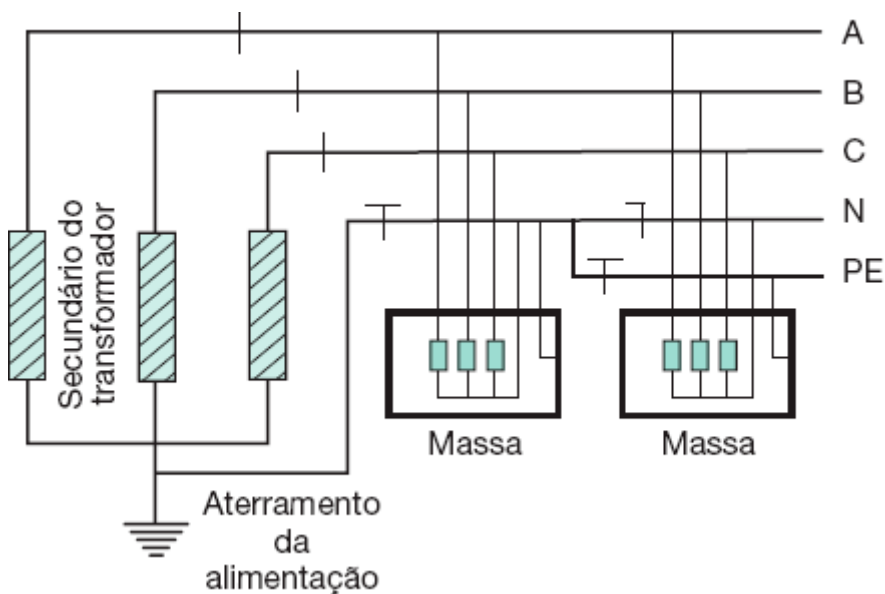 A
B
C
N
PE
Secundário do
transformador
Massa
Massa
Aterramento
da
alimentação